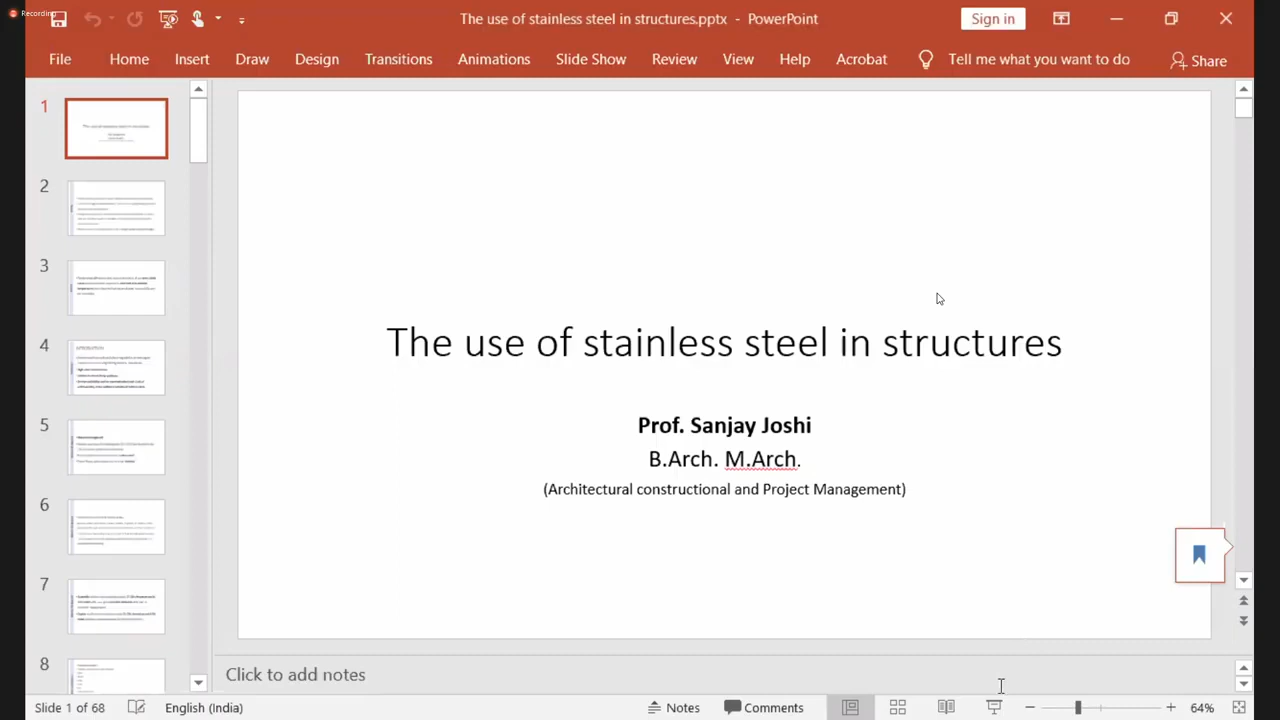 Recording
The use of stainless steel in structures.pptx - PowerPoint
Sign in
File Home Insert Draw Design Transitions Animations Slide Show Review View Help Acrobat Tell me what you want to do Share
1
2
3
4
5
6
7
8
The use of stainless steel in structures
Prof. Sanjay Joshi
B.Arch. M.Arch.
(Architectural constructional and Project Management)
Click to add notes
Slide 1 of 68 English (India) Notes Comments 64%